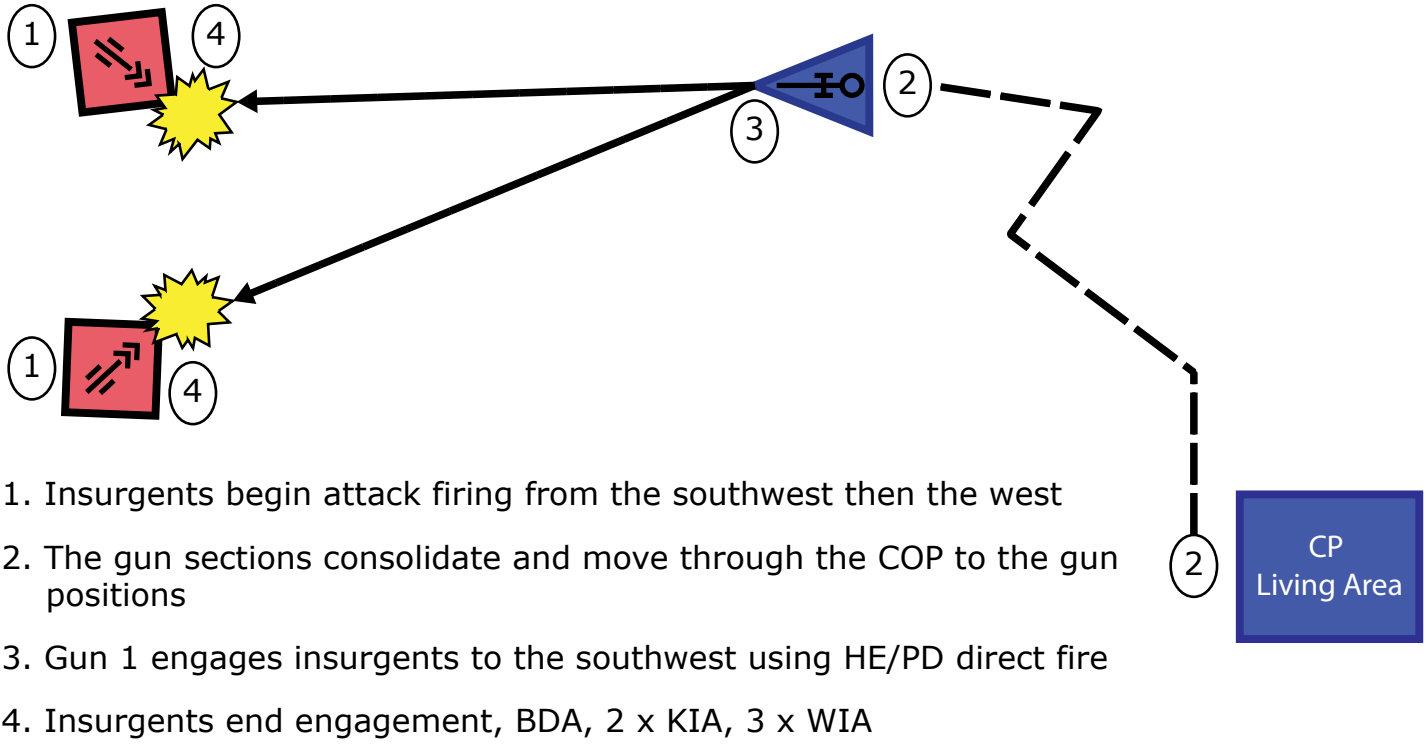 1
4
2
3
1
4
1. Insurgents begin attack firing from the southwest then the west
2. The gun sections consolidate and move through the COP to the gun
positions
2
CP
Living Area
3. Gun 1 engages insurgents to the southwest using HE/PD direct fire
4. Insurgents end engagement, BDA, 2 x KIA, 3 x WIA